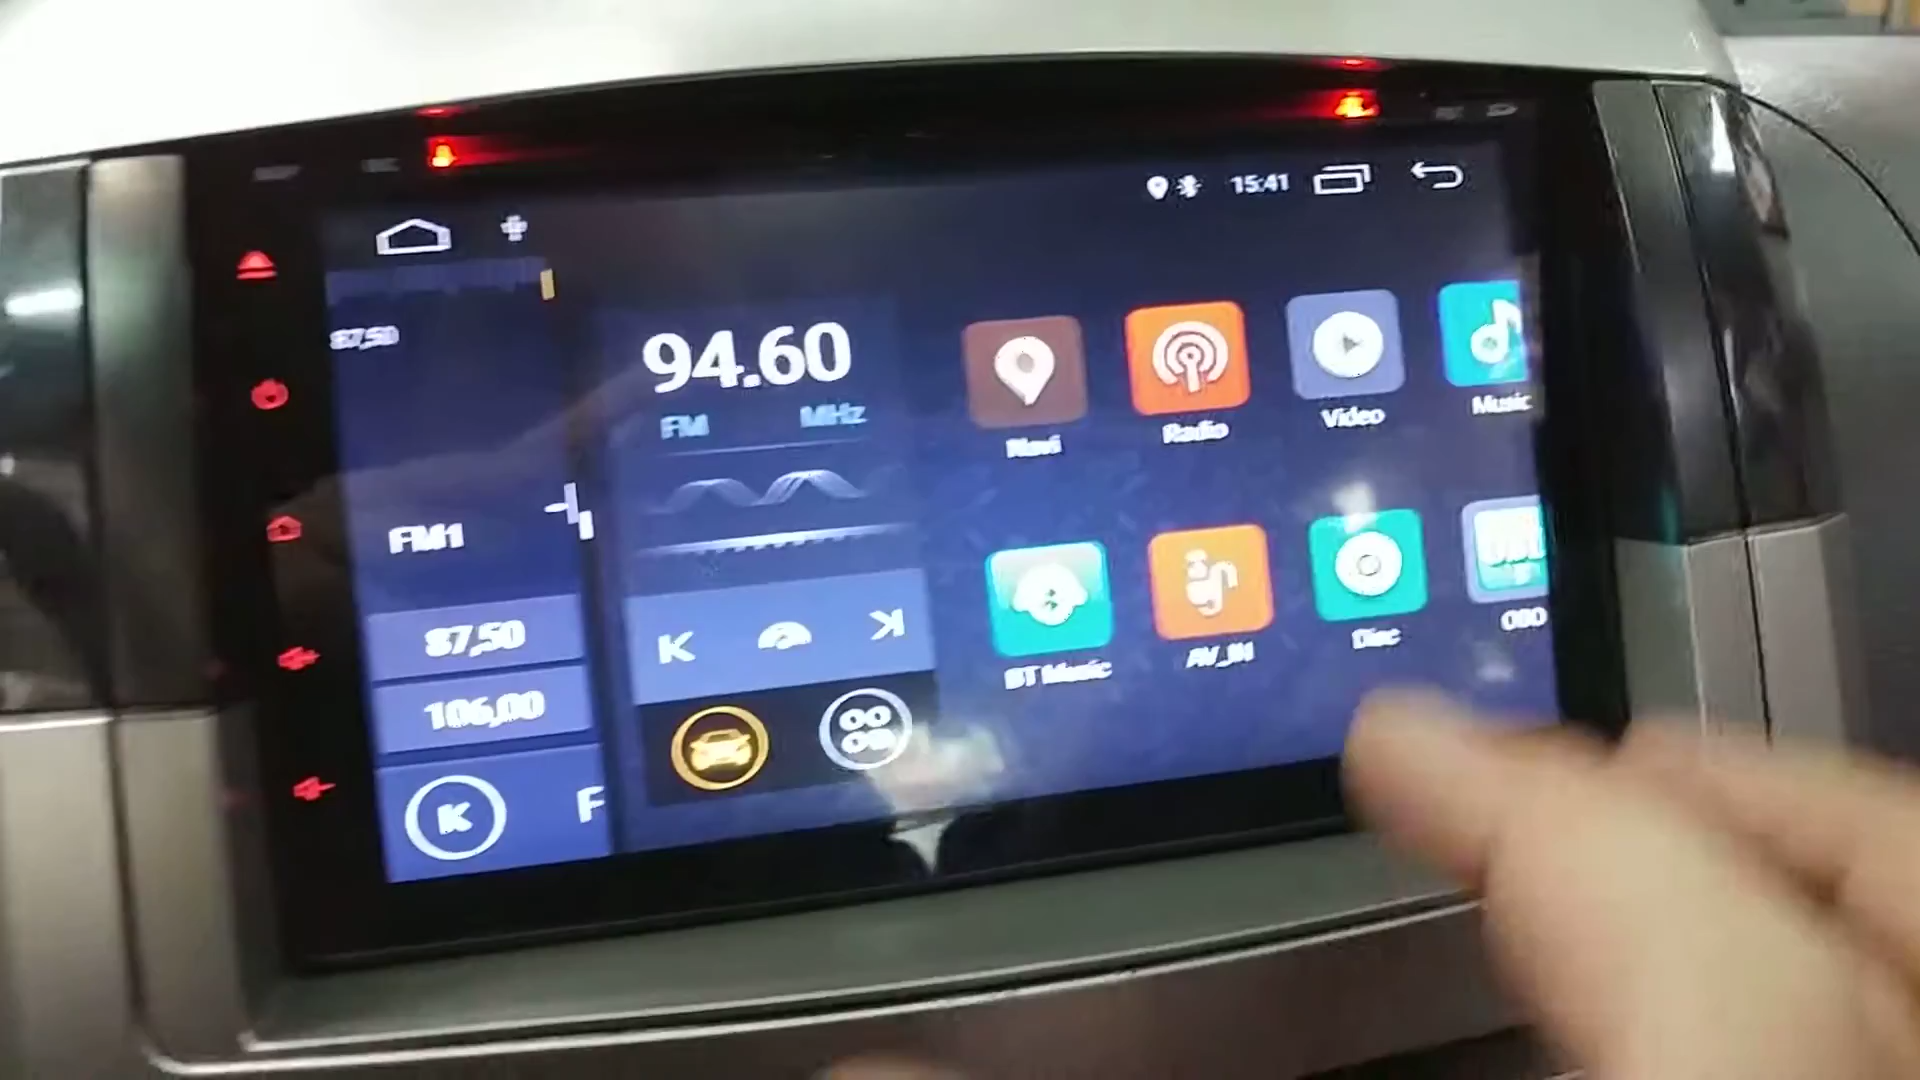 15:41
87,50
94.60
FM MHz
FM1
87,50
106,00
K F
K
Navi
Radio
Video
Music
BT Music
AV_IN
Disc
OBD